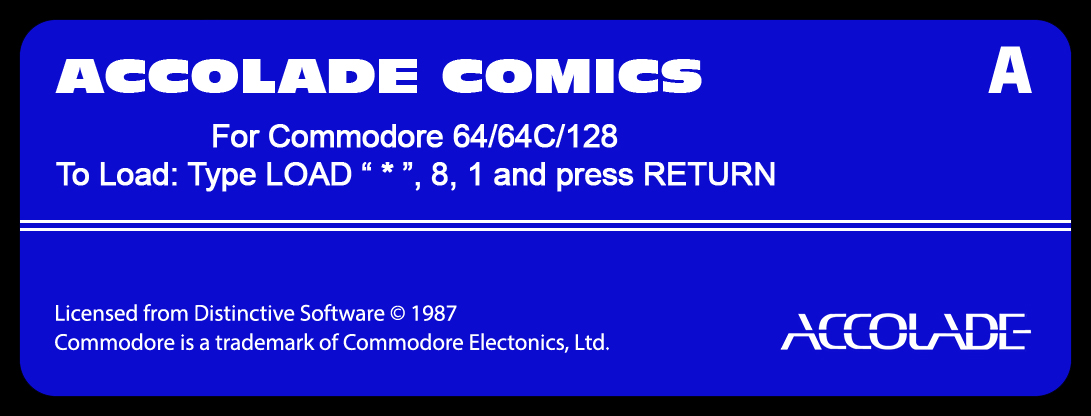 ACCOLADE COMICS
A
For Commodore 64/64C/128
To Load: Type LOAD “ * ”, 8, 1 and press RETURN
Licensed from Distinctive Software © 1987
Commodore is a trademark of Commodore Electonics, Ltd.
ACCOLADE